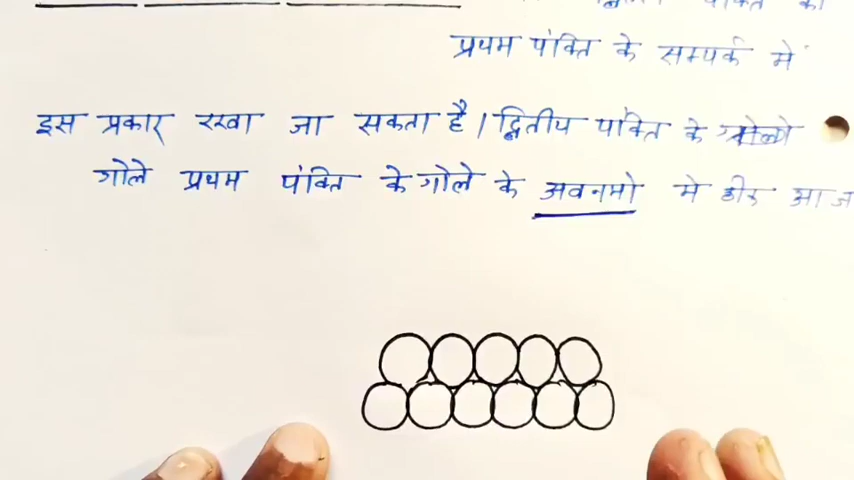 पंक्ति को
प्रथम पंक्ति के सम्पर्क में
इस प्रकार रखा जा सकता है। द्वितीय पंक्ति के
गोले प्रथम पंक्ति के गोले के अवनमो मे ठीक आ ज